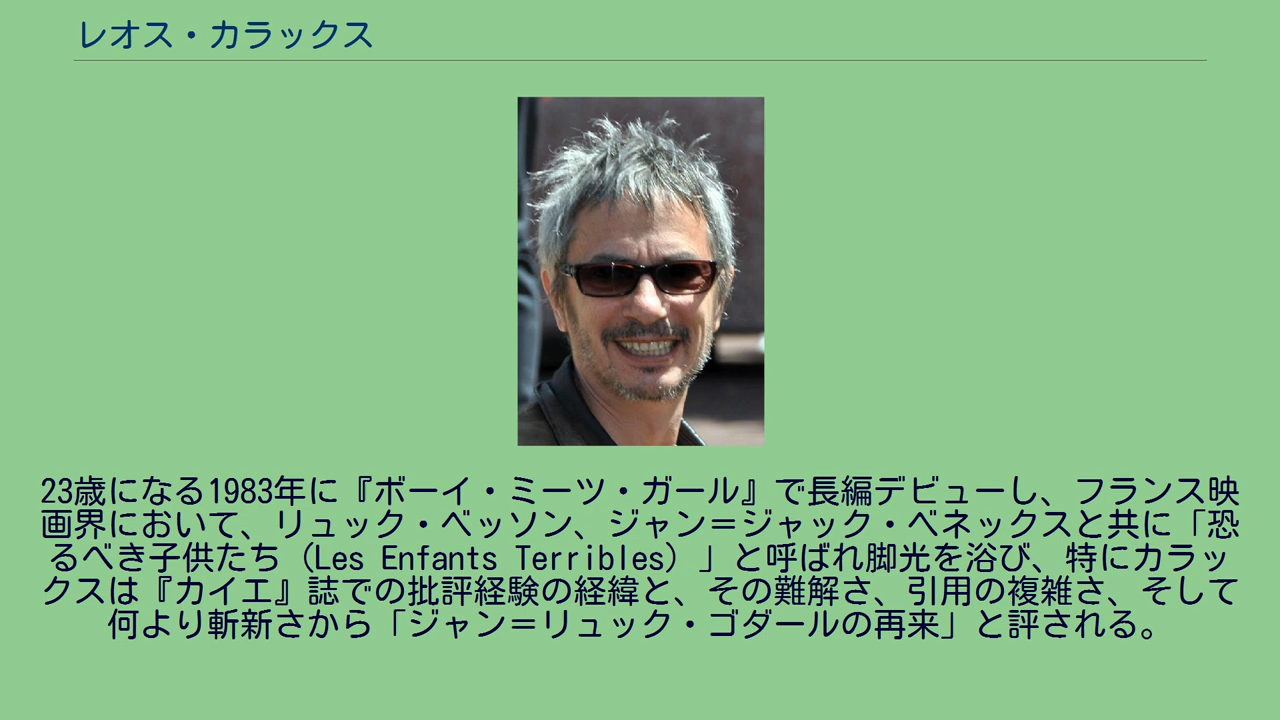 レオス・カラックス
23歳になる1983年に『ボーイ・ミーツ・ガール』で長編デビューし、フランス映
画界において、リュック・ベッソン、ジャン＝ジャック・ベネックスと共に「恐
るべき子供たち（Les Enfants Terribles）」と呼ばれ脚光を浴び、特にカラッ
クスは『カイエ』誌での批評経験の経緯と、その難解さ、引用の複雑さ、そして
何より斬新さから「ジャン＝リュック・ゴダールの再来」と評される。